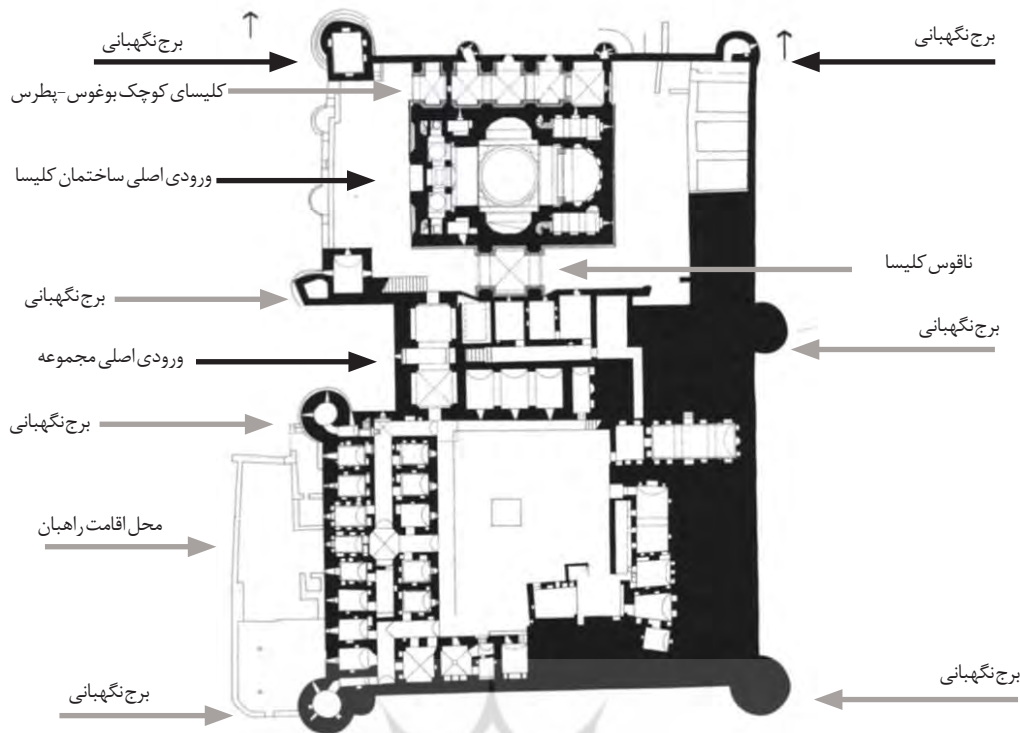 برج نگهبانی
برج نگهبانی
کلیسای کوچک بوغوس-پطرس
ورودی اصلی ساختمان کلیسا
ناقوس کلیسا
برج نگهبانی
برج نگهبانی
ورودی اصلی مجموعه
برج نگهبانی
محل اقامت راهبان
برج نگهبانی
برج نگهبانی